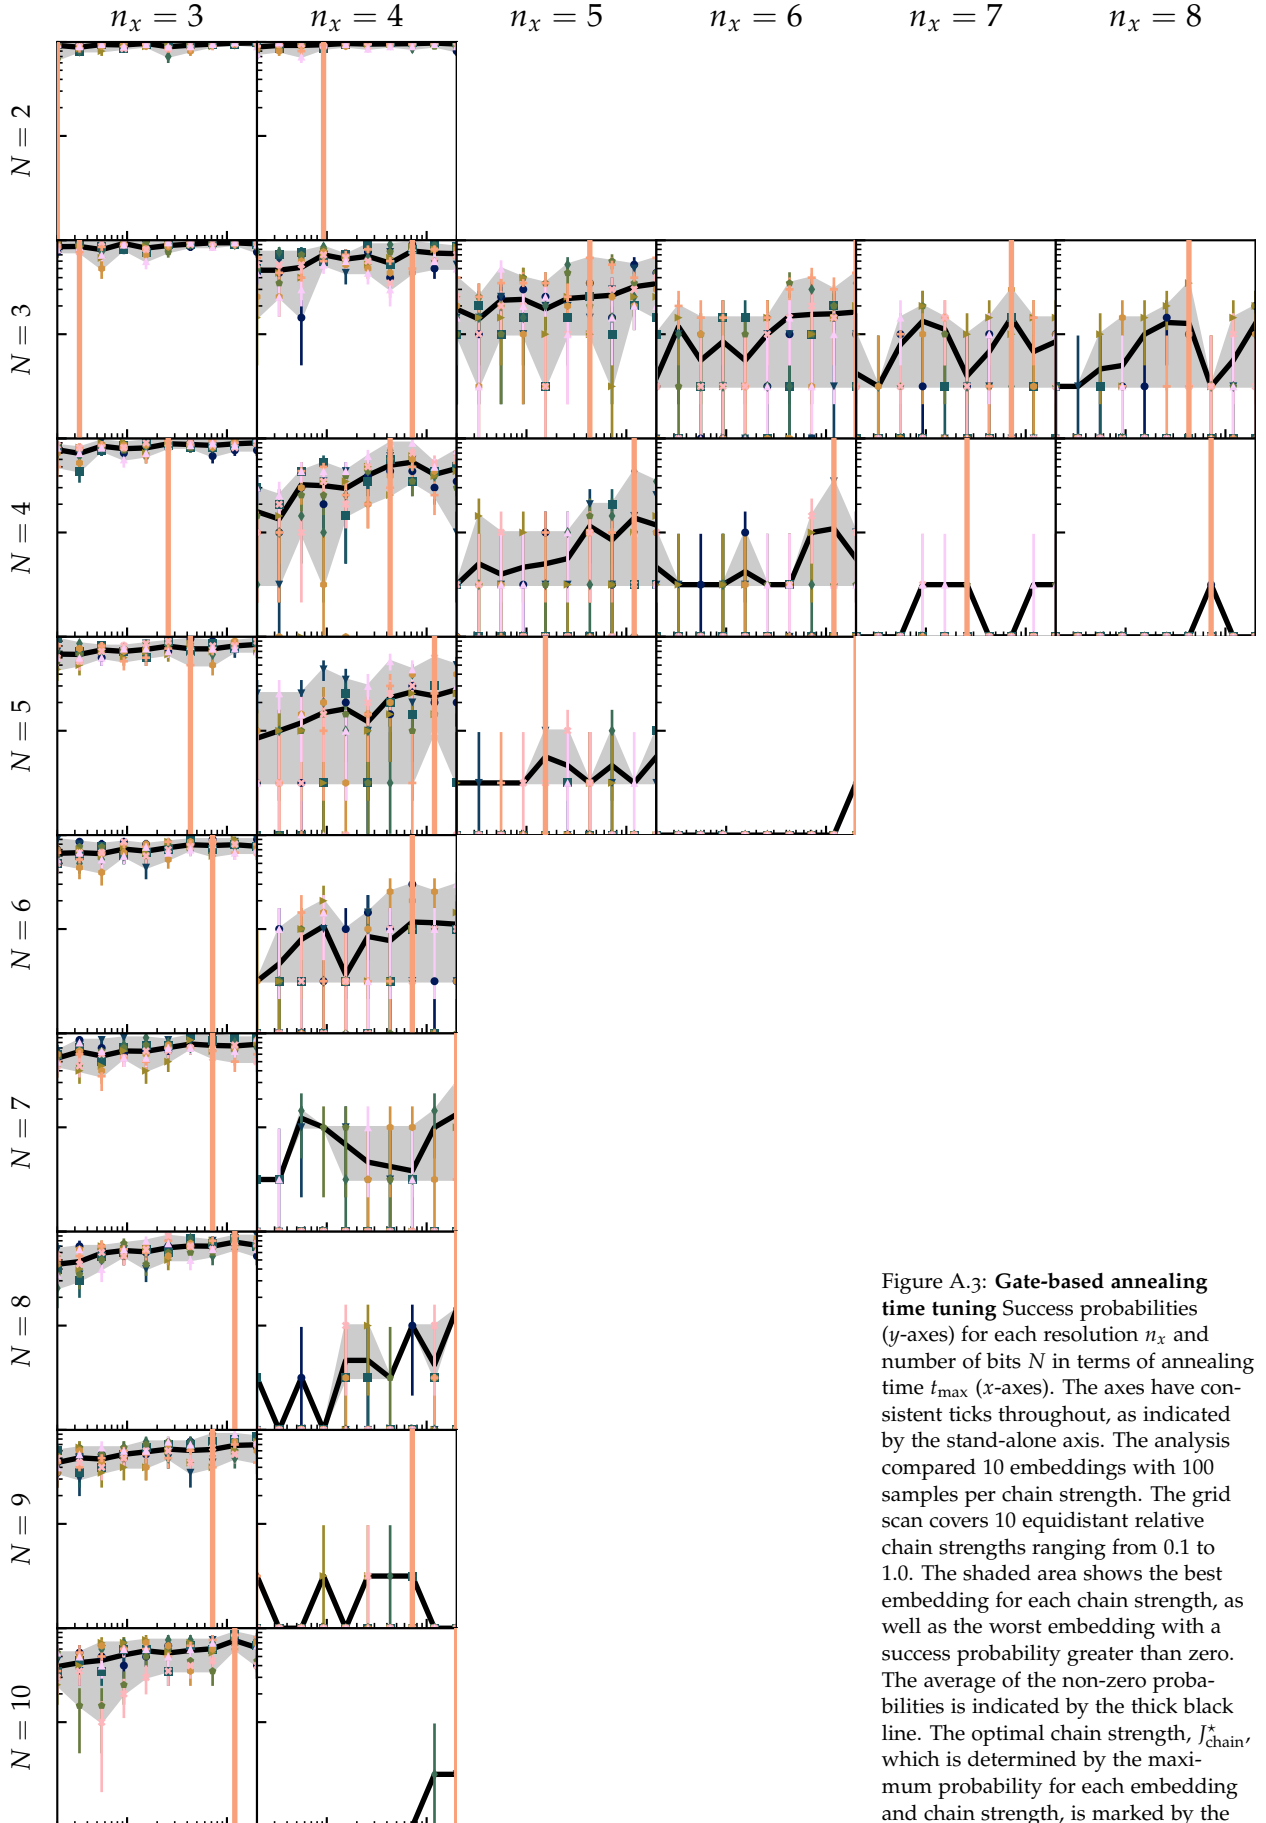 n_x = 3 n_x = 4 n_x = 5 n_x = 6 n_x = 7 n_x = 8
N = 2
N = 3
N = 4
N = 5
N = 6
N = 7
N = 8
N = 9
N = 10
Figure A.3: Gate-based annealing
time tuning Success probabilities
(y-axes) for each resolution n_x and
number of bits N in terms of annealing
time t_max (x-axes). The axes have con-
sistent ticks throughout, as indicated
by the stand-alone axis. The analysis
compared 10 embeddings with 100
samples per chain strength. The grid
scan covers 10 equidistant relative
chain strengths ranging from 0.1 to
1.0. The shaded area shows the best
embedding for each chain strength, as
well as the worst embedding with a
success probability greater than zero.
The average of the non-zero proba-
bilities is indicated by the thick black
line. The optimal chain strength, J*_chain,
which is determined by the maxi-
mum probability for each embedding
and chain strength, is marked by the